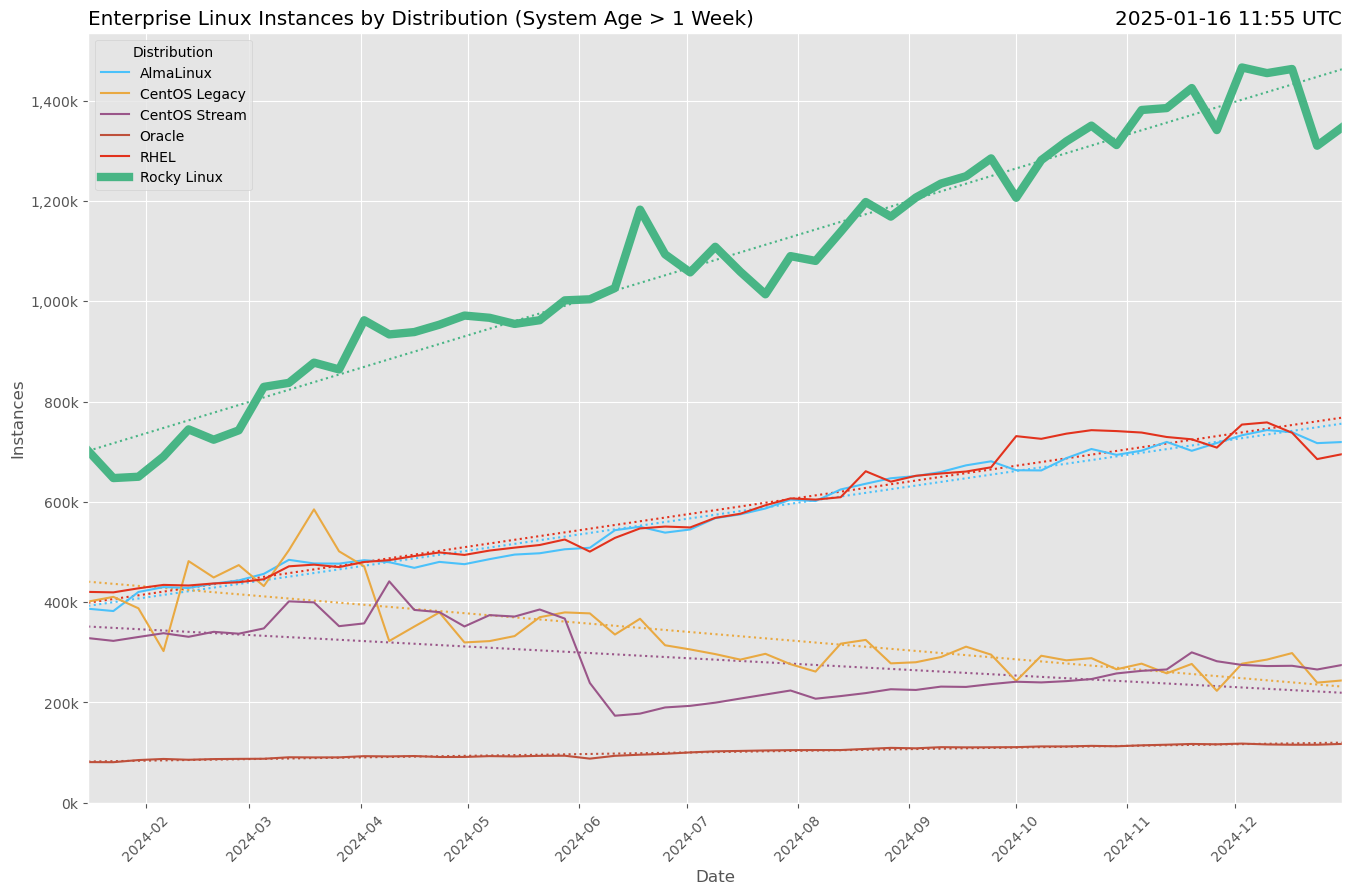 Enterprise Linux Instances by Distribution (System Age > 1 Week)
2025-01-16 11:55 UTC
Distribution
AlmaLinux
CentOS Legacy
CentOS Stream
Oracle
RHEL
Rocky Linux
1,400k
1,200k
1,000k
800k
600k
400k
200k
0k
Instances
2024-02
2024-03
2024-04
2024-05
2024-06
2024-07
2024-08
2024-09
2024-10
2024-11
2024-12
Date